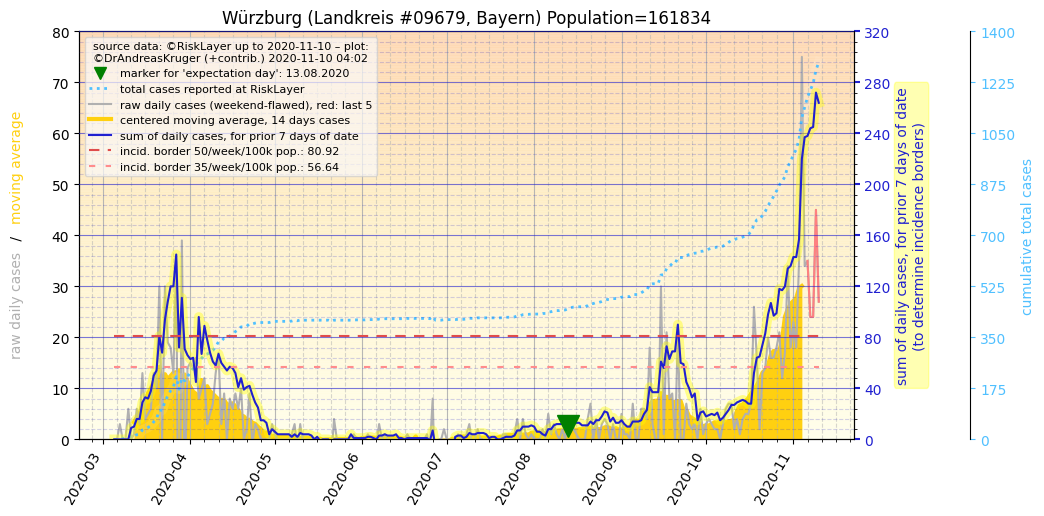 Würzburg (Landkreis #09679, Bayern) Population=161834
source data: ©RiskLayer up to 2020-11-10 – plot:
©DrAndreasKruger (+contrib.) 2020-11-10 04:02
marker for 'expectation day': 13.08.2020
total cases reported at RiskLayer
raw daily cases (weekend-flawed), red: last 5
centered moving average, 14 days cases
sum of daily cases, for prior 7 days of date
incid. border 50/week/100k pop.: 80.92
incid. border 35/week/100k pop.: 56.64
raw daily cases / moving average
80
70
60
50
40
30
20
10
0
2020-03
2020-04
2020-05
2020-06
2020-07
2020-08
2020-09
2020-10
2020-11
320
280
240
200
160
120
80
40
0
sum of daily cases, for prior 7 days of date
(to determine incidence borders)
1400
1225
1050
875
700
525
350
175
0
cumulative total cases